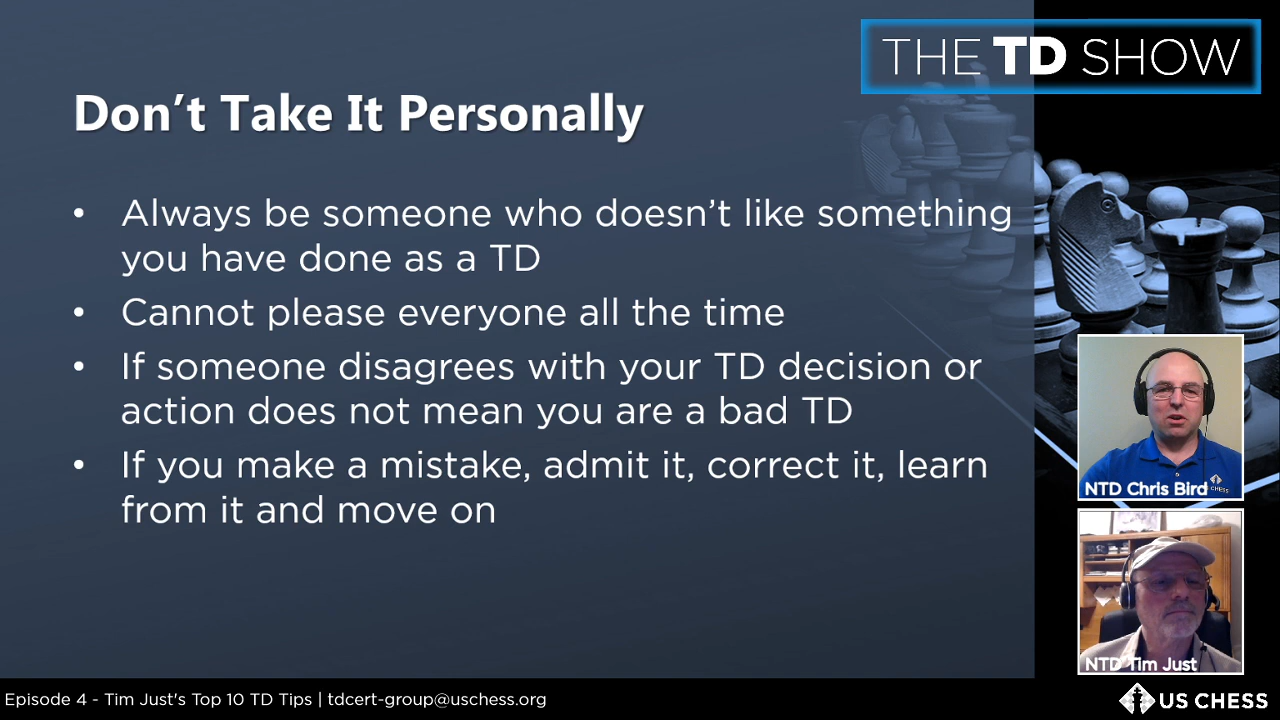 THE TD SHOW
Don’t Take It Personally
• Always be someone who doesn’t like something
you have done as a TD
• Cannot please everyone all the time
• If someone disagrees with your TD decision or
action does not mean you are a bad TD
• If you make a mistake, admit it, correct it, learn
from it and move on
NTD Chris Bird
CHESS
NTD Tim Just
Episode 4 - Tim Just's Top 10 TD Tips | tdcert-group@uschess.org
US CHESS